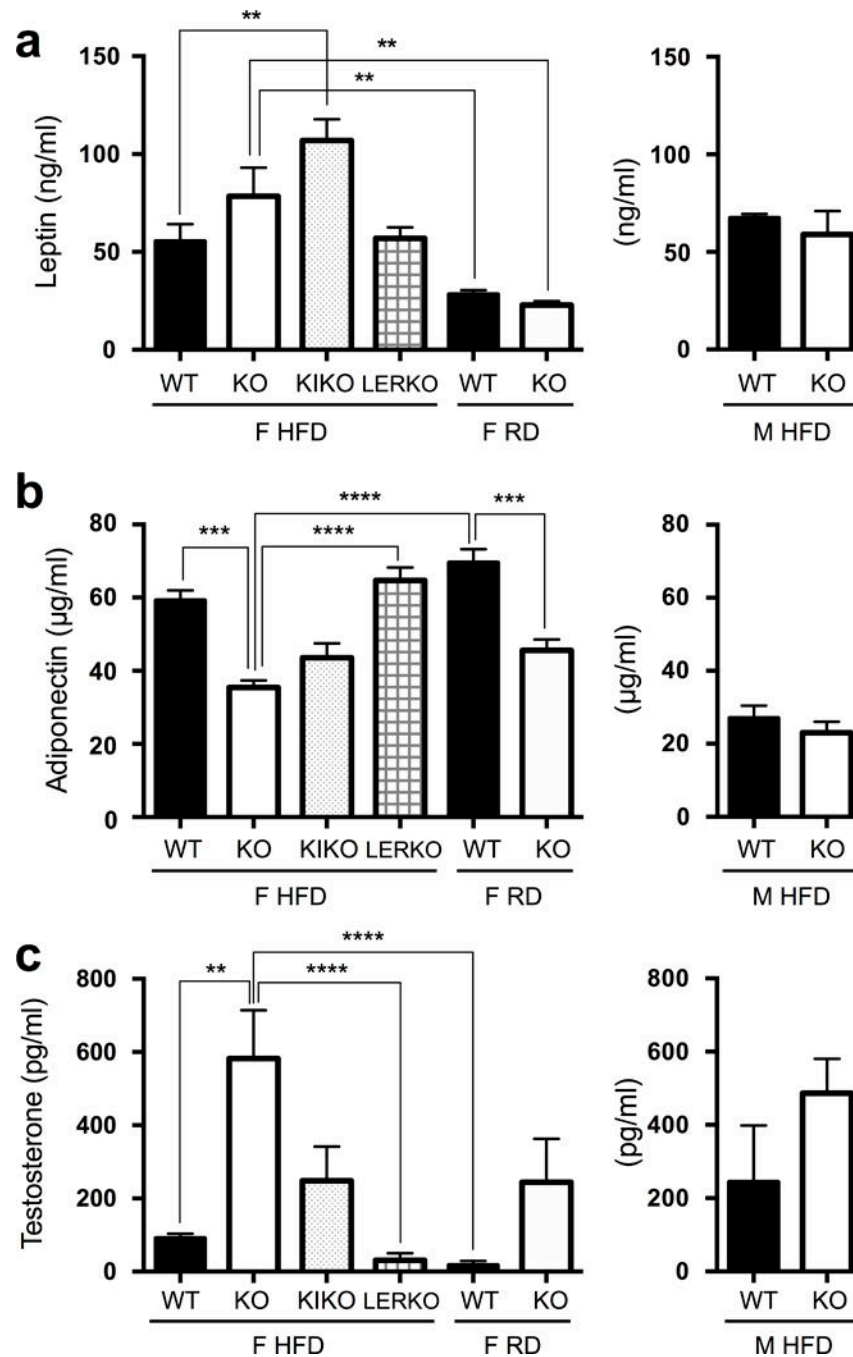 a
**
**
**
150
100
50
0
Leptin (ng/ml)
WT KO KIKO LERKO WT KO
F HFD F RD
150
100
50
0
(ng/ml)
WT KO
M HFD
b
****
*** **** ***
80
60
40
20
0
Adiponectin (µg/ml)
WT KO KIKO LERKO WT KO
F HFD F RD
80
60
40
20
0
(µg/ml)
WT KO
M HFD
c
****
** ****
800
600
400
200
0
Testosterone (pg/ml)
WT KO KIKO LERKO WT KO
F HFD F RD
800
600
400
200
0
(pg/ml)
WT KO
M HFD